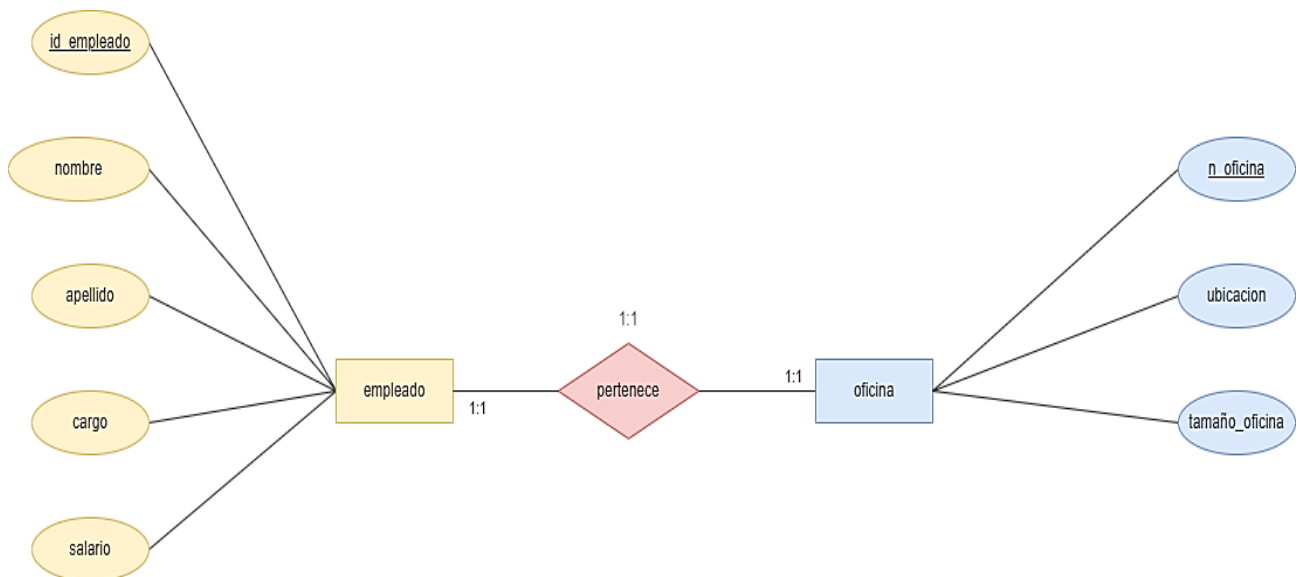 id_empleado
nombre
apellido
cargo
salario
empleado
1:1
1:1
pertenece
1:1
oficina
n_oficina
ubicacion
tamaño_oficina